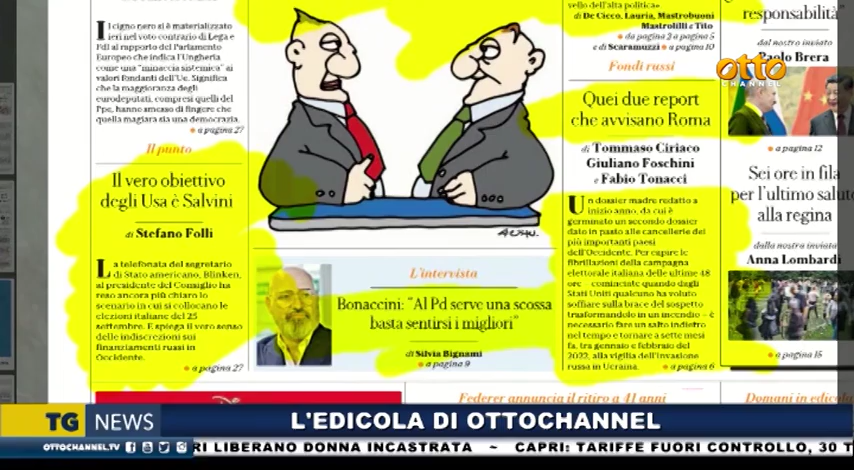 vello dell'alta politica».
di De Cicco, Lauria, Mastrobuoni
Mastrolilli e Tito
da pagina 2 a pagina 5
e di Scaramuzzi a pagina 10
Il cigno nero si è materializzato
ieri nel voto contrario di Lega e
FdI al rapporto del Parlamento
Europeo che indica l'Ungheria
come una "minaccia sistemica" ai
valori fondanti dell'Ue. Significa
che la maggioranza degli
eurodeputati, compresi quelli del
Ppe, hanno smesso di fingere che
quella magiara sia una democrazia.
a pagina 27
Il punto
Il vero obiettivo
degli Usa è Salvini
di Stefano Folli
La telefonata del segretario
di Stato americano, Blinken,
al presidente del Consiglio ha
reso ancora più chiaro lo
scenario in cui si collocano le
elezioni italiane del 25
settembre. E spiega il vero senso
delle indiscrezioni sui
finanziamenti russi in
Occidente.
a pagina 27
L'intervista
Bonaccini: "Al Pd serve una scossa
basta sentirsi i migliori"
di Silvia Bignami
a pagina 9
Fondi russi
Quei due report
che avvisano Roma
di Tommaso Ciriaco
Giuliano Foschini
e Fabio Tonacci
Un dossier madre redatto a
inizio anno, da cui è
germinato un secondo dossier
dato in pasto alle cancellerie dei
più importanti paesi
dell'Occidente. Per capire le
fibrillazioni della campagna
elettorale italiana delle ultime 48
ore – cominciate quando dagli
Stati Uniti qualcuno ha voluto
soffiare sulla brace del sospetto
trasformandolo in un incendio – è
necessario fare un salto indietro
nel tempo e tornare a sette mesi
fa, tra gennaio e febbraio del
2022, alla vigilia dell'invasione
russa in Ucraina.
a pagina 6
responsabilità"
dal nostro inviato
Paolo Brera
a pagina 12
Sei ore in fila
per l'ultimo saluto
alla regina
dalla nostra inviata
Anna Lombardi
a pagina 15
otto
CHANNEL
Federer annuncia il ritiro a 41 anni
Domani in edicola
TG NEWS
L'EDICOLA DI OTTOCHANNEL
OTTOCHANNEL.TV
RI LIBERANO DONNA INCASTRATA ~ CAPRI: TARIFFE FUORI CONTROLLO, 30 T